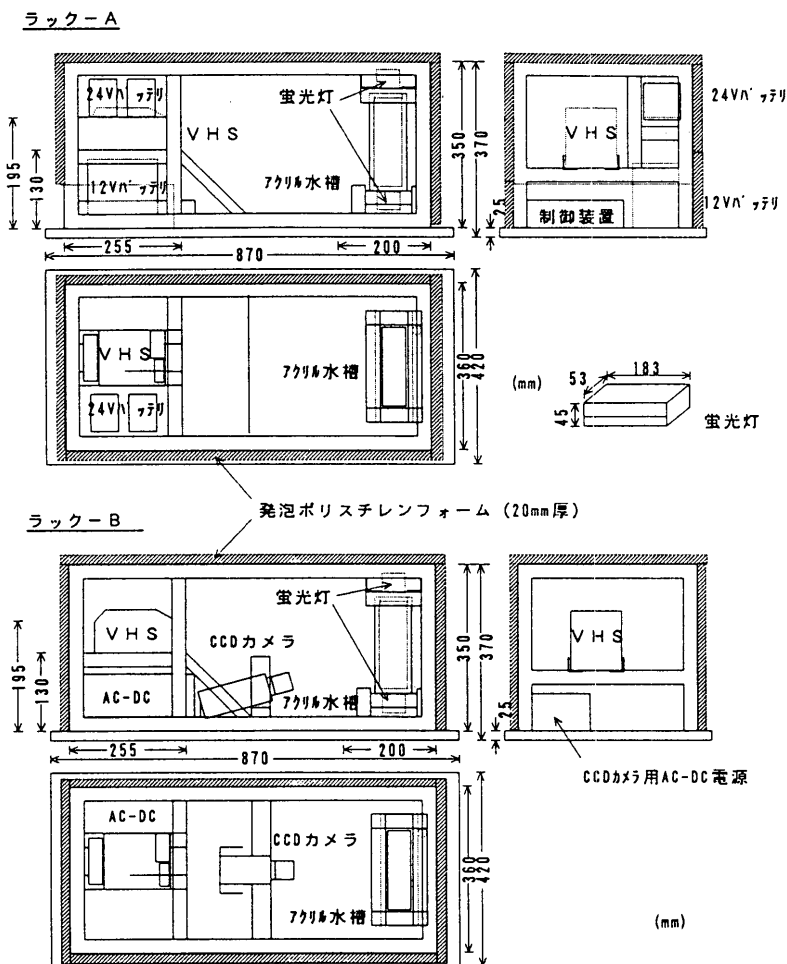 ラックーA
24Vバッテリ
VHS
蛍光灯
12Vバッテリ
アクリル水槽
195
130
350
370
255
200
870
24Vバッテリ
VHS
12Vバッテリ
25
制御装置
VHS
24Vバッテリ
アクリル水槽
360
420
(mm)
53
183
45
蛍光灯
発泡ポリスチレンフォーム (20mm厚)
ラックーB
蛍光灯
VHS
CCDカメラ
AC-DC
アクリル水槽
195
130
350
370
255
200
870
VHS
25
CCDカメラ用AC-DC電源
AC-DC
CCDカメラ
アクリル水槽
360
420
(mm)